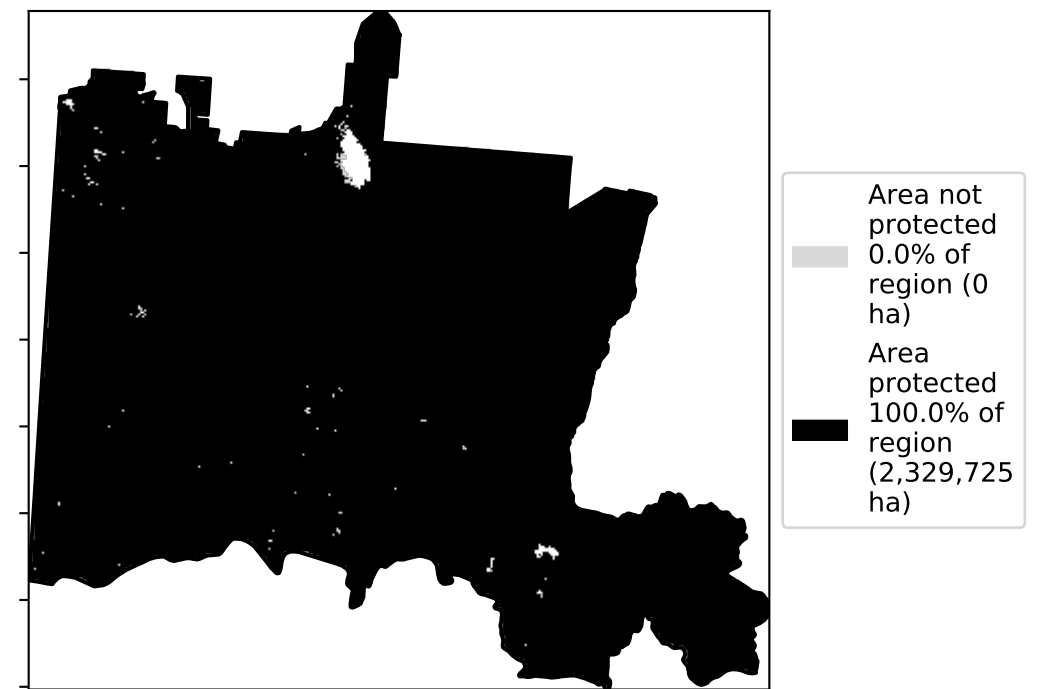 Area not
protected
0.0% of
region (0
ha)
Area
protected
100.0% of
region
(2,329,725
ha)